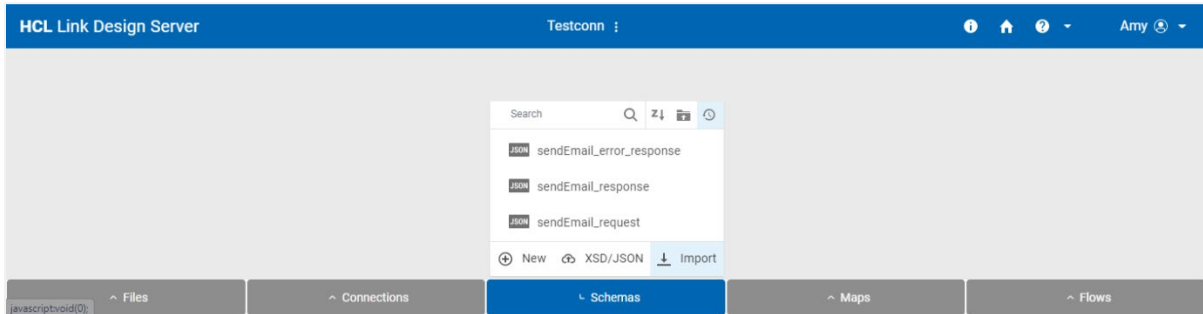 HCL Link Design Server
Testconn
Amy
Search
JSON sendEmail_error_response
JSON sendEmail_response
JSON sendEmail_request
New XSD/JSON Import
Files Connections Schemas Maps Flows
javascript:void(0);